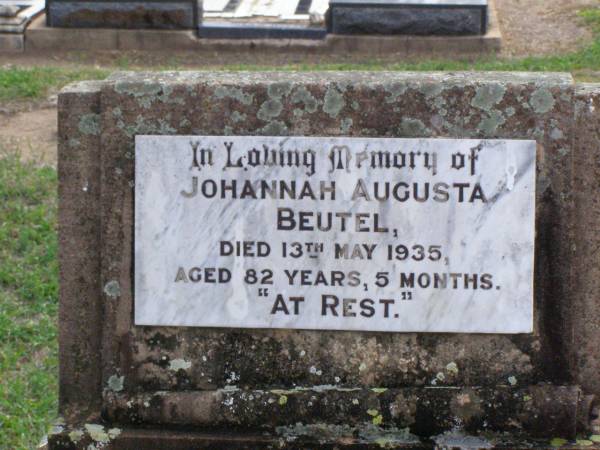 In Loving Memory of
JOHANNAH AUGUSTA
BEUTEL,
DIED 13TH MAY 1935,
AGED 82 YEARS, 5 MONTHS.
"AT REST."